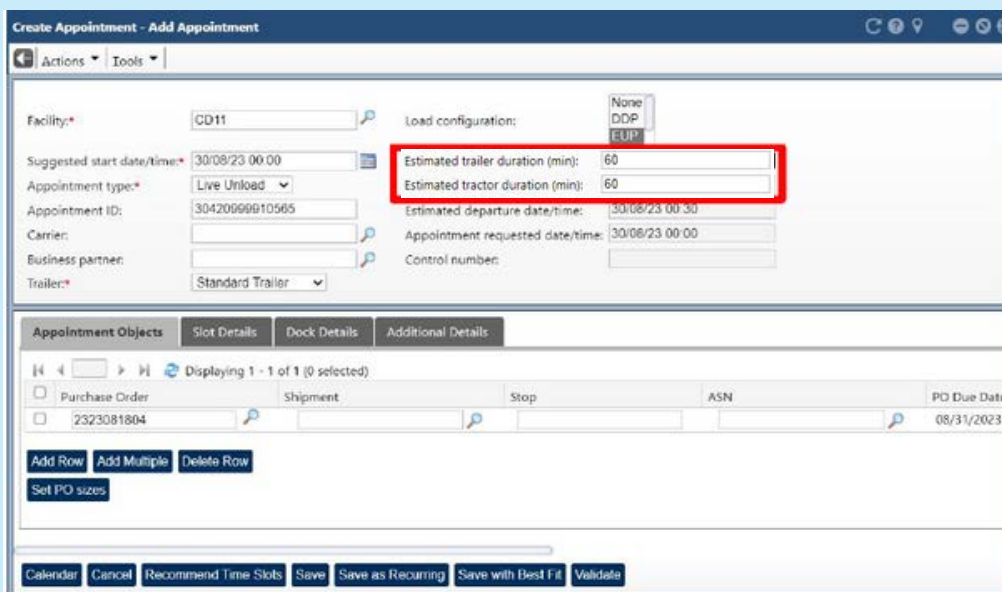 Create Appointment - Add Appointment
Actions Tools
None
DDP
EUP
Facility:* CD11 Load configuration:
Suggested start date/time:* 30/08/23 00:00 Estimated trailer duration (min): 60
Appointment type:* Live Unload Estimated tractor duration (min): 60
Appointment ID: 30420999910565 Estimated departure date/time: 30/08/23 00:30
Carrier: Appointment requested date/time: 30/08/23 00:00
Business partner: Control number:
Trailer:* Standard Trailer
Appointment Objects Slot Details Dock Details Additional Details
Displaying 1 - 1 of 1 (0 selected)
Purchase Order Shipment Stop ASN PO Due Date
2323081804 08/31/2023
Add Row Add Multiple Delete Row
Set PO sizes
Calendar Cancel Recommend Time Slots Save Save as Recurring Save with Best Fit Validate